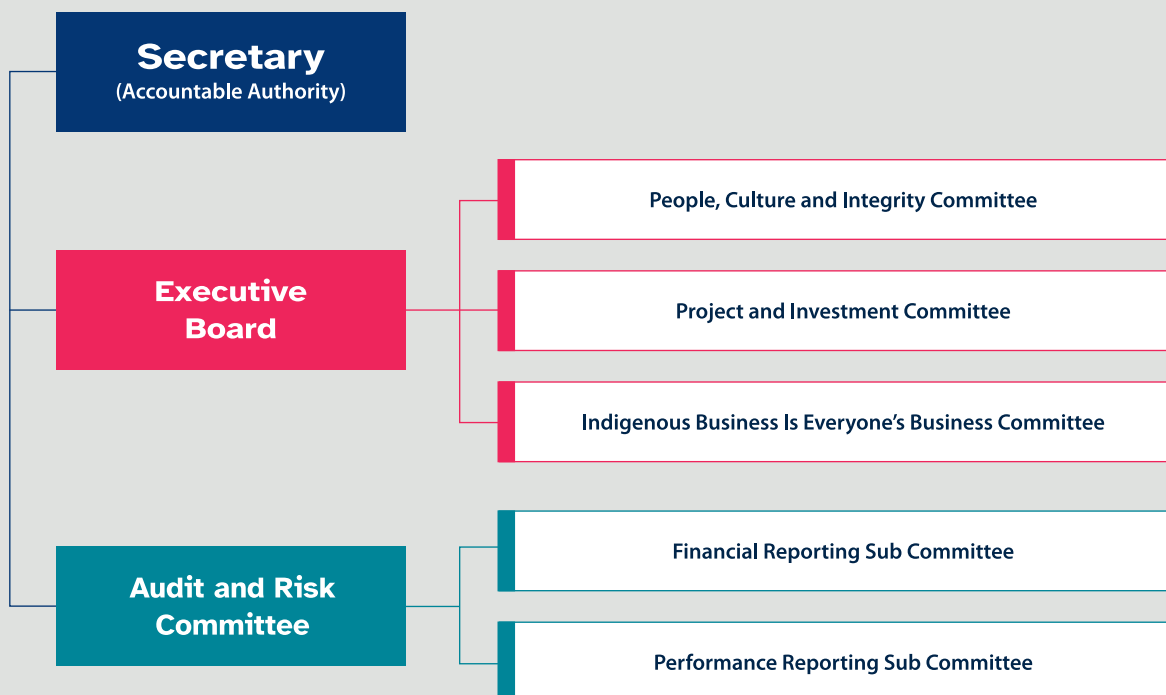 Secretary
(Accountable Authority)
People, Culture and Integrity Committee
Executive
Board
Project and Investment Committee
Indigenous Business Is Everyone’s Business Committee
Audit and Risk
Committee
Financial Reporting Sub Committee
Performance Reporting Sub Committee